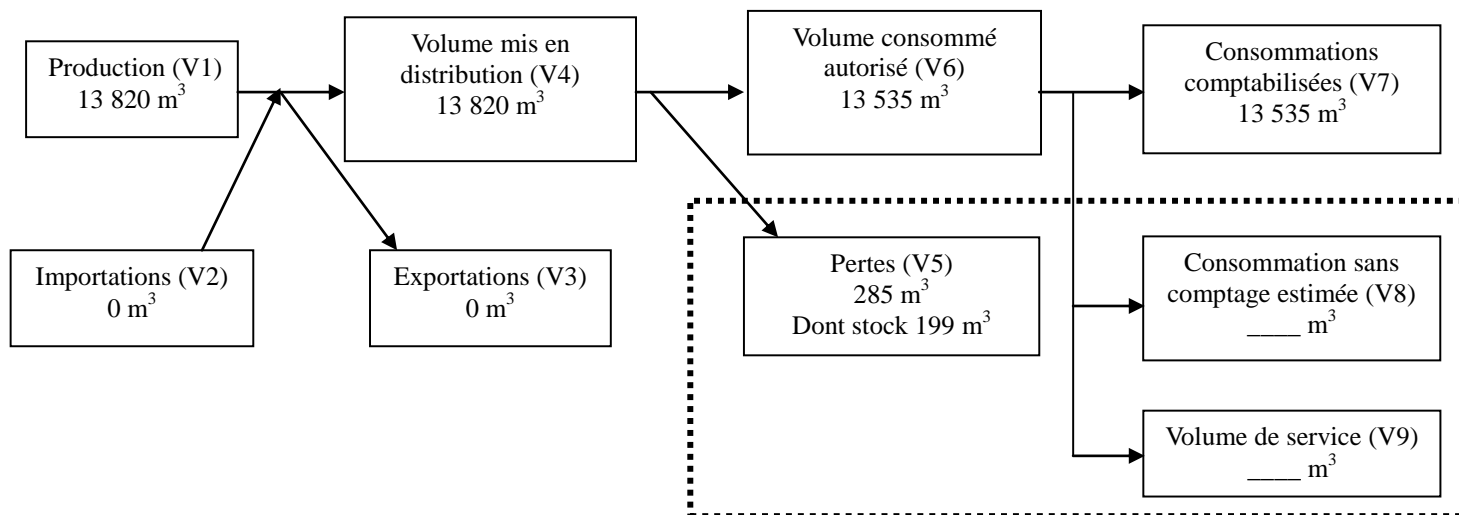 Production (V1)
13 820 m³
Volume mis en
distribution (V4)
13 820 m³
Volume consommé
autorisé (V6)
13 535 m³
Consommations
comptabilisées (V7)
13 535 m³
Importations (V2)
0 m³
Exportations (V3)
0 m³
Pertes (V5)
285 m³
Dont stock 199 m³
Consommation sans
comptage estimée (V8)
____ m³
Volume de service (V9)
____ m³